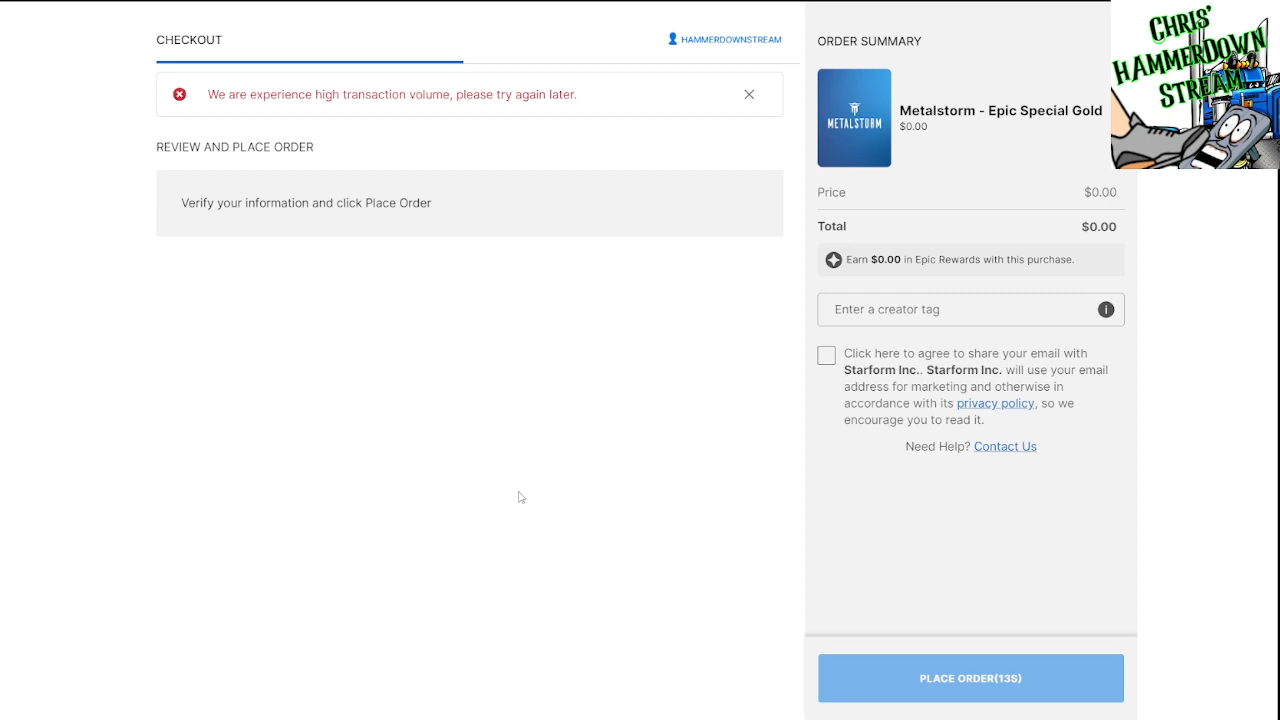 CHECKOUT
HAMMERDOWNSTREAM
We are experience high transaction volume, please try again later.
REVIEW AND PLACE ORDER
Verify your information and click Place Order
ORDER SUMMARY
METALSTORM
Metalstorm - Epic Special Gold
$0.00
Price $0.00
Total $0.00
Earn $0.00 in Epic Rewards with this purchase.
Enter a creator tag
i
Click here to agree to share your email with
Starform Inc.. Starform Inc. will use your email
address for marketing and otherwise in
accordance with its privacy policy, so we
encourage you to read it.
Need Help? Contact Us
PLACE ORDER(13S)
CHRIS'
HAMMERDOWN
STREAM